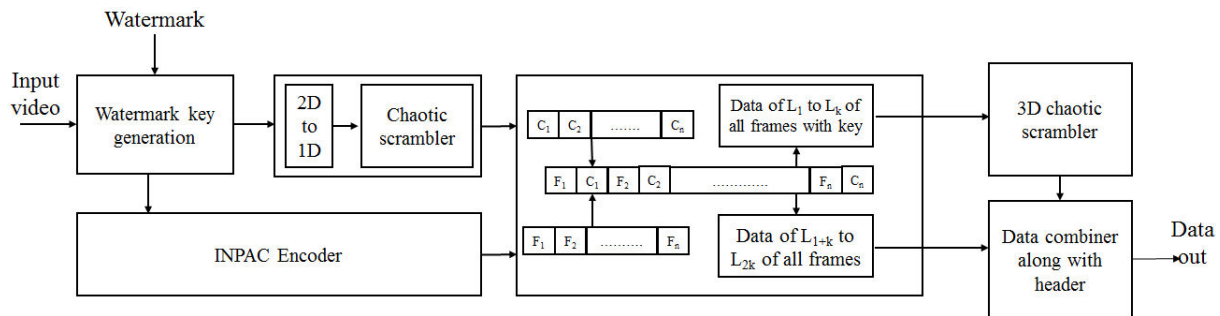 Watermark
Input
video
Watermark key
generation
2D
to
1D
Chaotic
scrambler
INPAC Encoder
C₁ C₂ ....... Cₙ
F₁ C₁ F₂ C₂ ............. Fₙ Cₙ
F₁ F₂ .......... Fₙ
Data of L₁ to Lₖ of
all frames with key
Data of L₁₊ₖ to
L₂ₖ of all frames
3D chaotic
scrambler
Data combiner
along with
header
Data
out